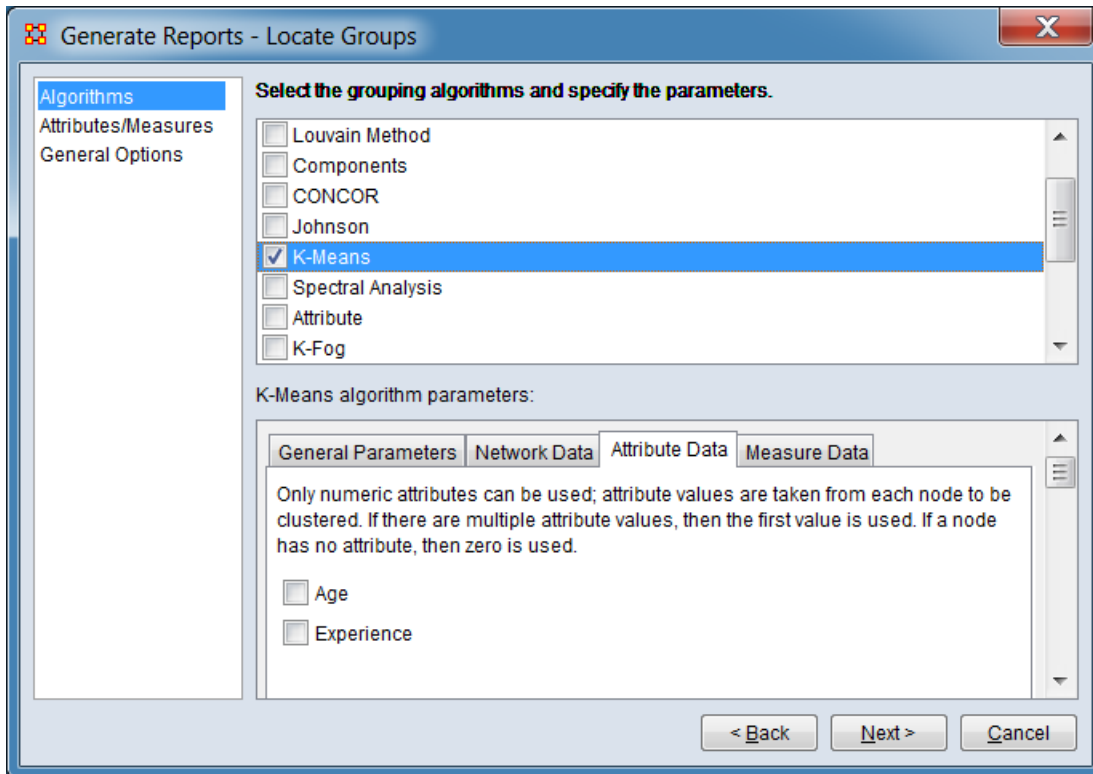 Generate Reports - Locate Groups
X
Algorithms
Attributes/Measures
General Options
Select the grouping algorithms and specify the parameters.
Louvain Method
Components
CONCOR
Johnson
K-Means
Spectral Analysis
Attribute
K-Fog
K-Means algorithm parameters:
General Parameters Network Data Attribute Data Measure Data
Only numeric attributes can be used; attribute values are taken from each node to be
clustered. If there are multiple attribute values, then the first value is used. If a node
has no attribute, then zero is used.
Age
Experience
< Back Next > Cancel